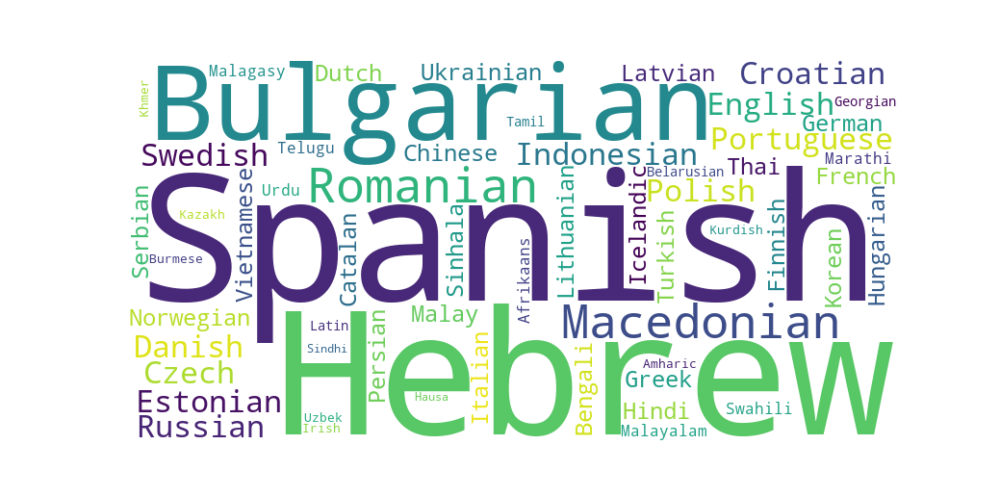 Bulgarian
Khmer
Malagasy
Dutch
Ukrainian
Latvian
Croatian
English
Georgian
German
Tamil
Portuguese
Swedish
Telugu
Chinese
Indonesian
Belarusian
Thai
Marathi
French
Spanish
Serbian
Kazakh
Burmese
Vietnamese
Urdu
Romanian
Catalan
Sinhala
Afrikaans
Lithuanian
Icelandic
Polish
Turkish
Kurdish
Finnish
Korean
Hungarian
Hebrew
Norwegian
Latin
Malay
Macedonian
Danish
Sindhi
Persian
Czech
Italian
Bengali
Amharic
Greek
Estonian
Hausa
Uzbek
Hindi
Swahili
Russian
Irish
Malayalam